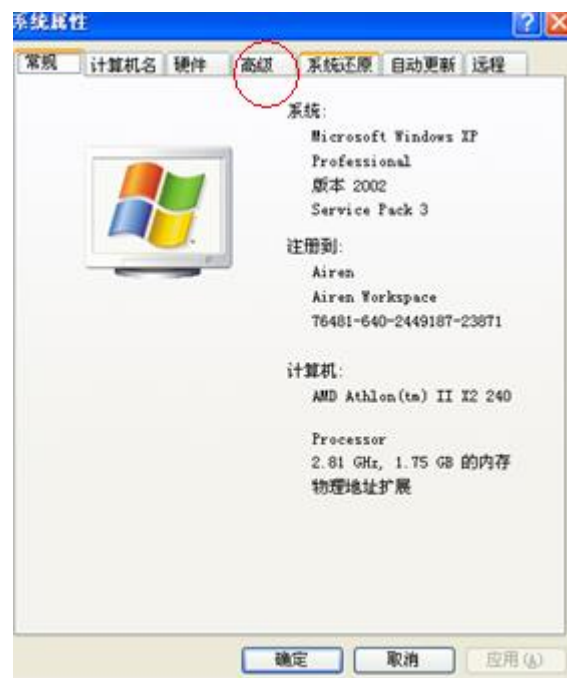 系统属性
常规 计算机名 硬件 高级 系统还原 自动更新 远程
系统:
Microsoft Windows XP
Professional
版本 2002
Service Pack 3
注册到:
Airen
Airen Workspace
76481-640-2449187-23871
计算机:
AMD Athlon(tm) II X2 240
Processor
2.81 GHz, 1.75 GB 的内存
物理地址扩展
确定 取消 应用(A)